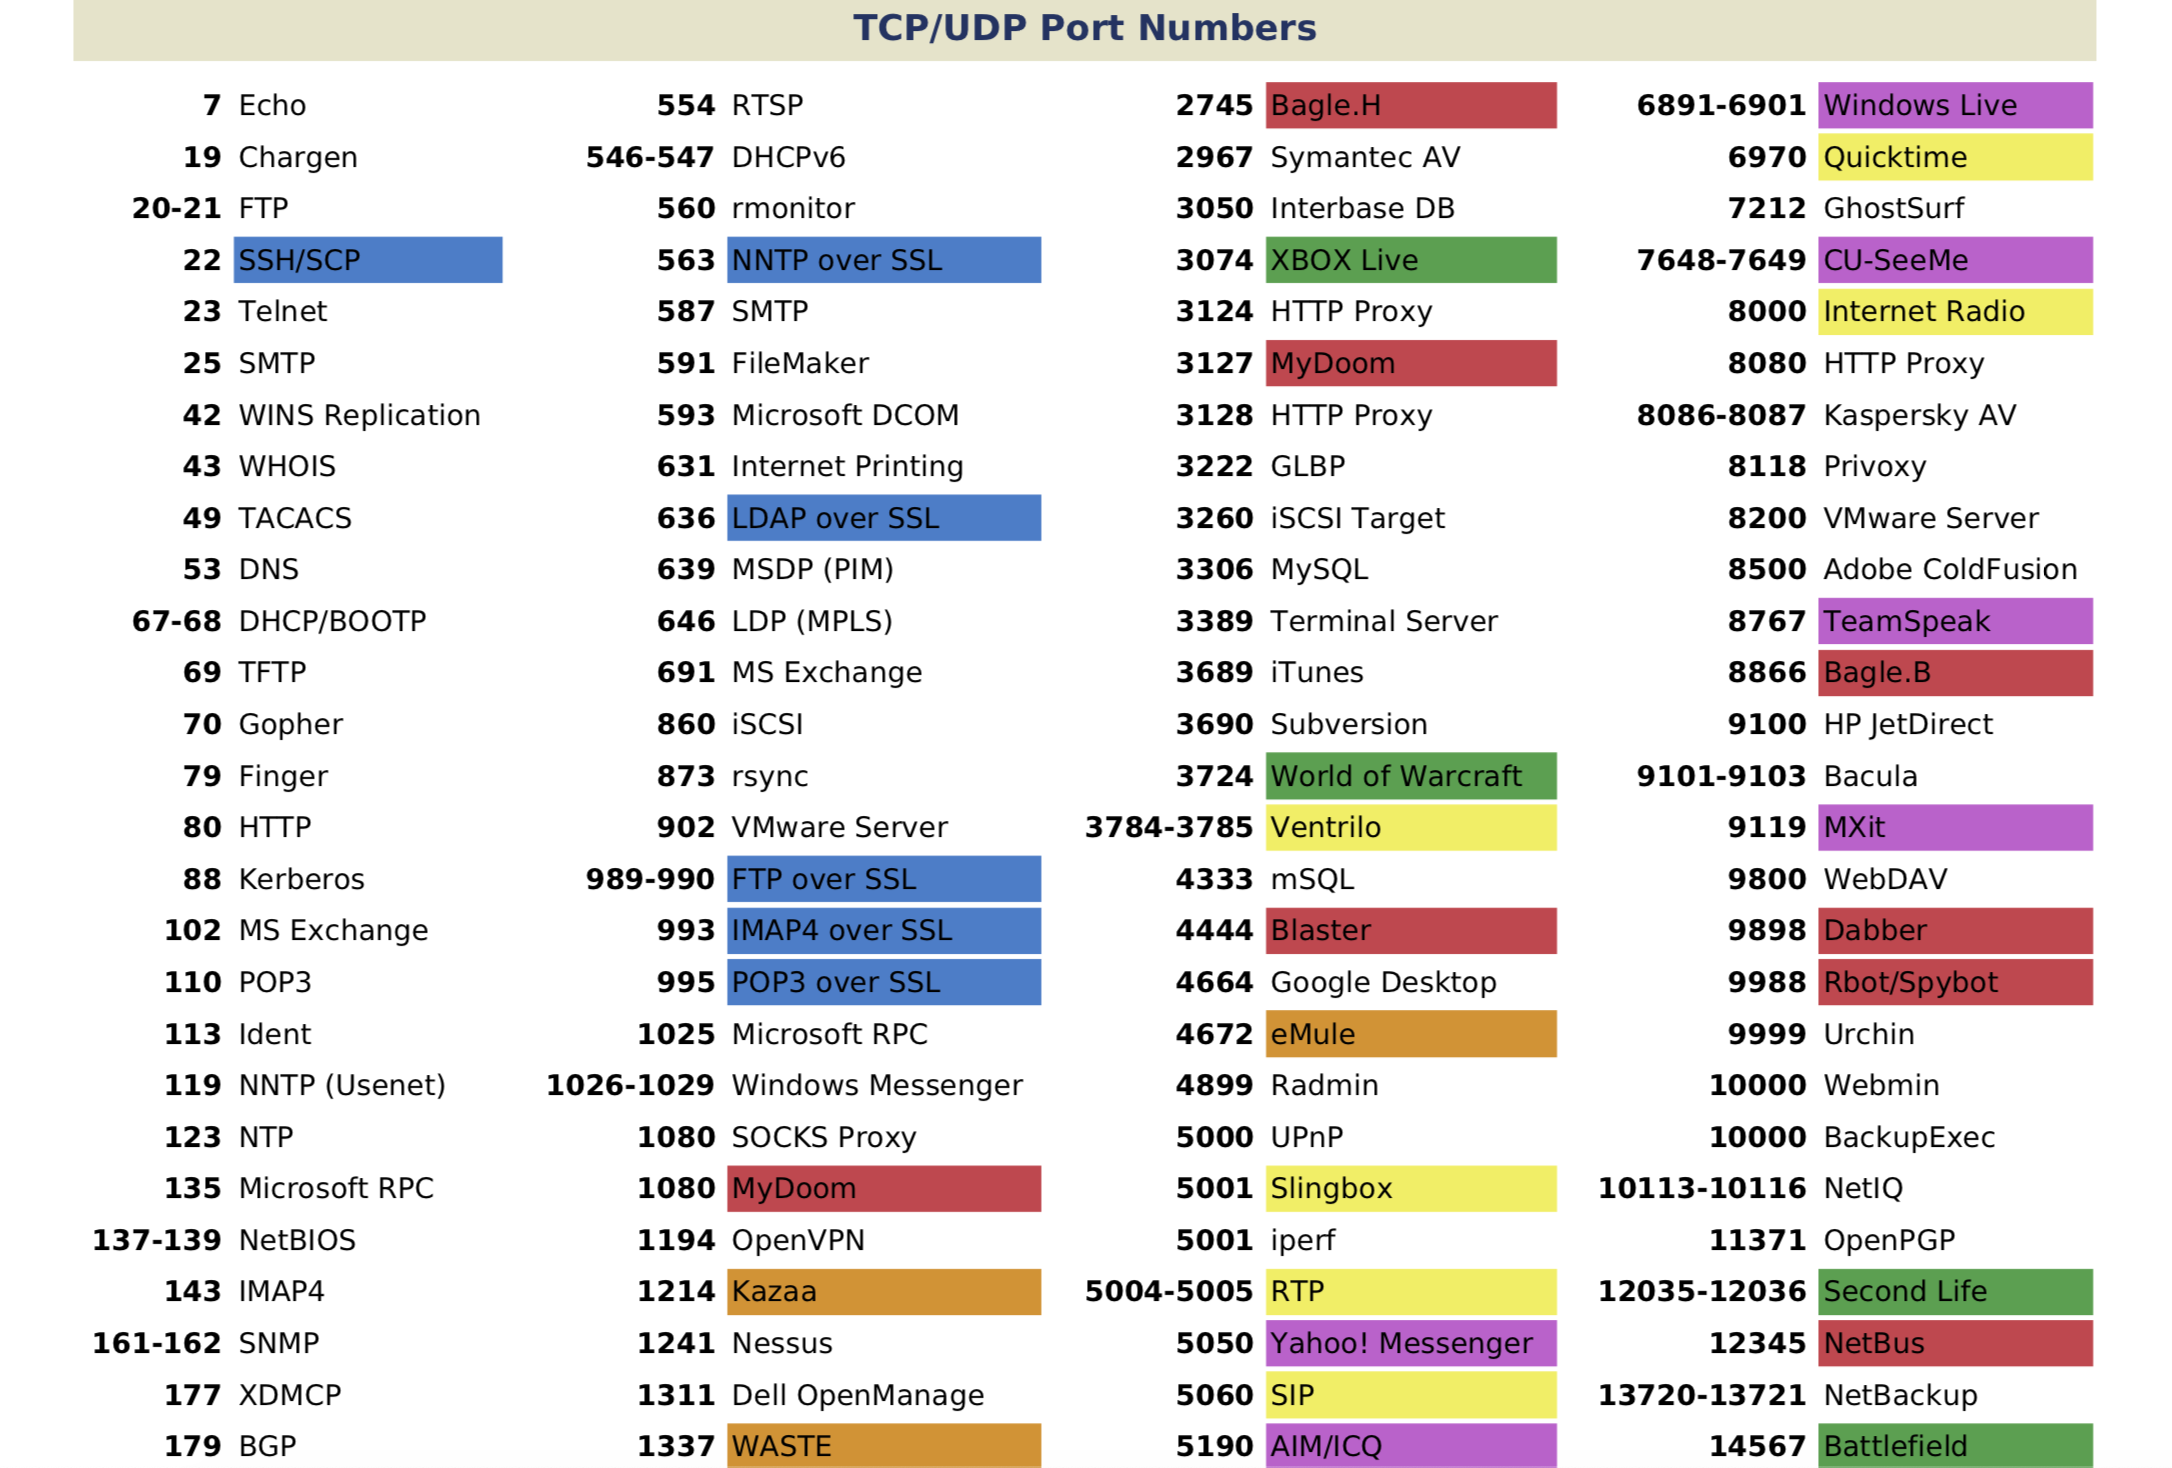 TCP/UDP Port Numbers
7 Echo
19 Chargen
20-21 FTP
22 SSH/SCP
23 Telnet
25 SMTP
42 WINS Replication
43 WHOIS
49 TACACS
53 DNS
67-68 DHCP/BOOTP
69 TFTP
70 Gopher
79 Finger
80 HTTP
88 Kerberos
102 MS Exchange
110 POP3
113 Ident
119 NNTP (Usenet)
123 NTP
135 Microsoft RPC
137-139 NetBIOS
143 IMAP4
161-162 SNMP
177 XDMCP
179 BGP
554 RTSP
546-547 DHCPv6
560 rmonitor
563 NNTP over SSL
587 SMTP
591 FileMaker
593 Microsoft DCOM
631 Internet Printing
636 LDAP over SSL
639 MSDP (PIM)
646 LDP (MPLS)
691 MS Exchange
860 iSCSI
873 rsync
902 VMware Server
989-990 FTP over SSL
993 IMAP4 over SSL
995 POP3 over SSL
1025 Microsoft RPC
1026-1029 Windows Messenger
1080 SOCKS Proxy
1080 MyDoom
1194 OpenVPN
1214 Kazaa
1241 Nessus
1311 Dell OpenManage
1337 WASTE
2745 Bagle.H
2967 Symantec AV
3050 Interbase DB
3074 XBOX Live
3124 HTTP Proxy
3127 MyDoom
3128 HTTP Proxy
3222 GLBP
3260 iSCSI Target
3306 MySQL
3389 Terminal Server
3689 iTunes
3690 Subversion
3724 World of Warcraft
3784-3785 Ventrilo
4333 mSQL
4444 Blaster
4664 Google Desktop
4672 eMule
4899 Radmin
5000 UPnP
5001 Slingbox
5001 iperf
5004-5005 RTP
5050 Yahoo! Messenger
5060 SIP
5190 AIM/ICQ
6891-6901 Windows Live
6970 Quicktime
7212 GhostSurf
7648-7649 CU-SeeMe
8000 Internet Radio
8080 HTTP Proxy
8086-8087 Kaspersky AV
8118 Privoxy
8200 VMware Server
8500 Adobe ColdFusion
8767 TeamSpeak
8866 Bagle.B
9100 HP JetDirect
9101-9103 Bacula
9119 MXit
9800 WebDAV
9898 Dabber
9988 Rbot/Spybot
9999 Urchin
10000 Webmin
10000 BackupExec
10113-10116 NetIQ
11371 OpenPGP
12035-12036 Second Life
12345 NetBus
13720-13721 NetBackup
14567 Battlefield